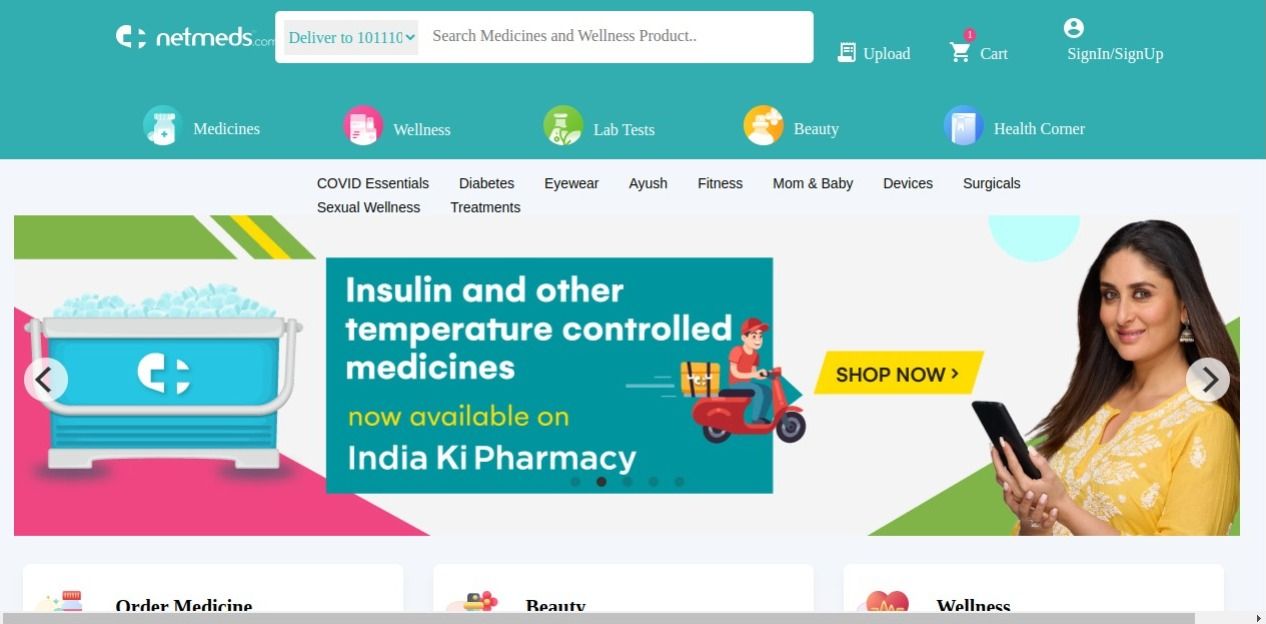 netmeds.com
Deliver to 101110
Search Medicines and Wellness Product..
Upload
1
Cart
SignIn/SignUp
Medicines
Wellness
Lab Tests
Beauty
Health Corner
COVID Essentials
Diabetes
Eyewear
Ayush
Fitness
Mom & Baby
Devices
Surgicals
Sexual Wellness
Treatments
Insulin and other
temperature controlled
medicines
now available on
India Ki Pharmacy
SHOP NOW >
Order Medicine
Beauty
Wellness